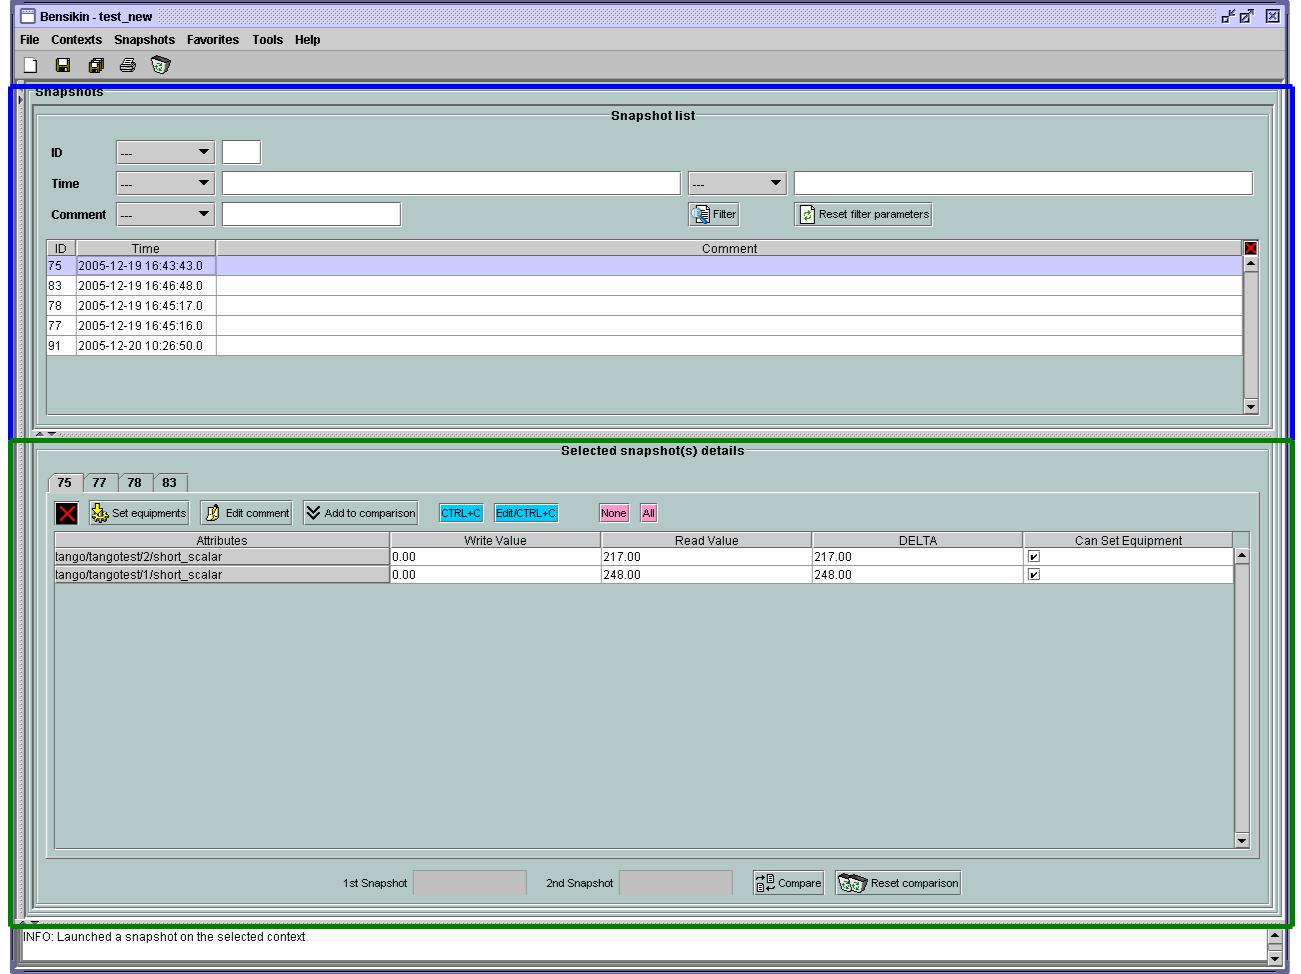 Bensikin - test_new
File Contexts Snapshots Favorites Tools Help
Snapshots
Snapshot list
ID ---
Time --- ---
Comment --- Filter Reset filter parameters
ID Time Comment
75 2005-12-19 16:43:43.0
83 2005-12-19 16:46:48.0
78 2005-12-19 16:45:17.0
77 2005-12-19 16:45:16.0
91 2005-12-20 10:26:50.0
Selected snapshot(s) details
75 77 78 83
Set equipments Edit comment Add to comparison CTRL+C Edit/CTRL+C None All
Attributes Write Value Read Value DELTA Can Set Equipment
tango/tangotest/2/short_scalar 0.00 217.00 217.00
tango/tangotest/1/short_scalar 0.00 248.00 248.00
1st Snapshot 2nd Snapshot Compare Reset comparison
INFO: Launched a snapshot on the selected context